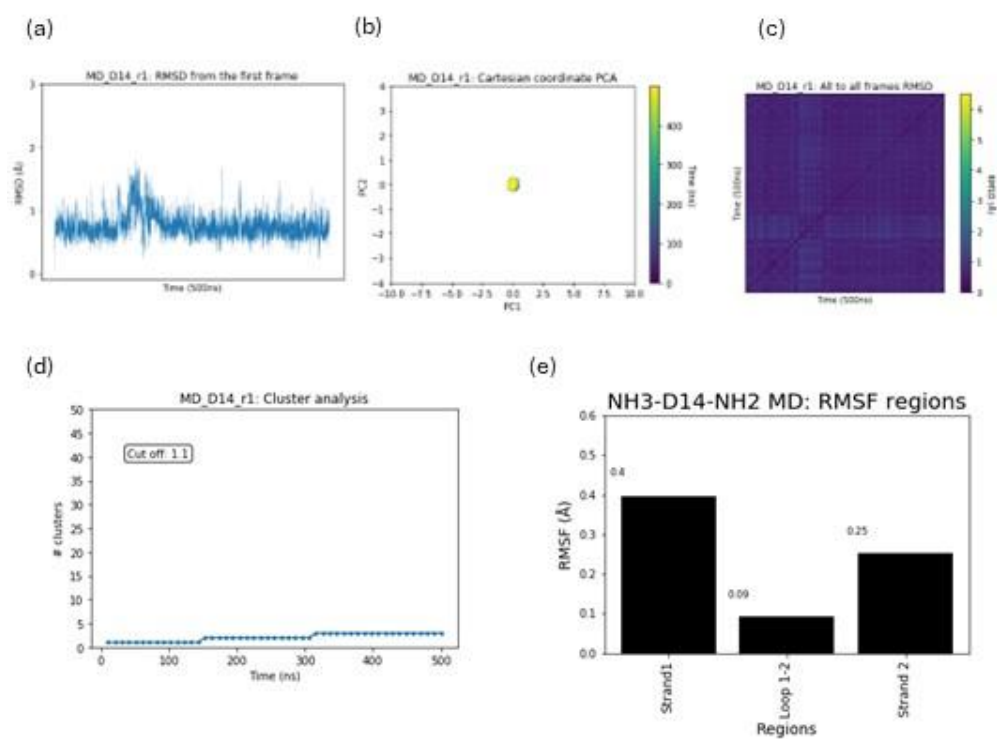 (a)
(b)
(c)
MD_D14_r1: RMSD from the first frame
3
2
1
0
RMSD (Å)
Time (500ns)
MD_D14_r1: Cartesian coordinate PCA
4
3
2
1
0
−1
−2
−3
−4
PC2
−10.0 −7.5 −5.0 −2.5 0.0 2.5 5.0 7.5 10.0
PC1
400
300
200
100
0
Time (ns)
MD_D14_r1: All to all frames RMSD
Time (500ns)
Time (500ns)
6
5
4
3
2
1
0
RMSD (Å)
(d)
(e)
MD_D14_r1: Cluster analysis
50
45
40
35
30
25
20
15
10
5
0
# clusters
Cut off: 1.1
0 100 200 300 400 500
Time (ns)
NH3-D14-NH2 MD: RMSF regions
0.6
0.5
0.4
0.3
0.2
0.1
0.0
RMSF (Å)
0.4
0.09
0.25
Strand1
Loop 1-2
Strand 2
Regions